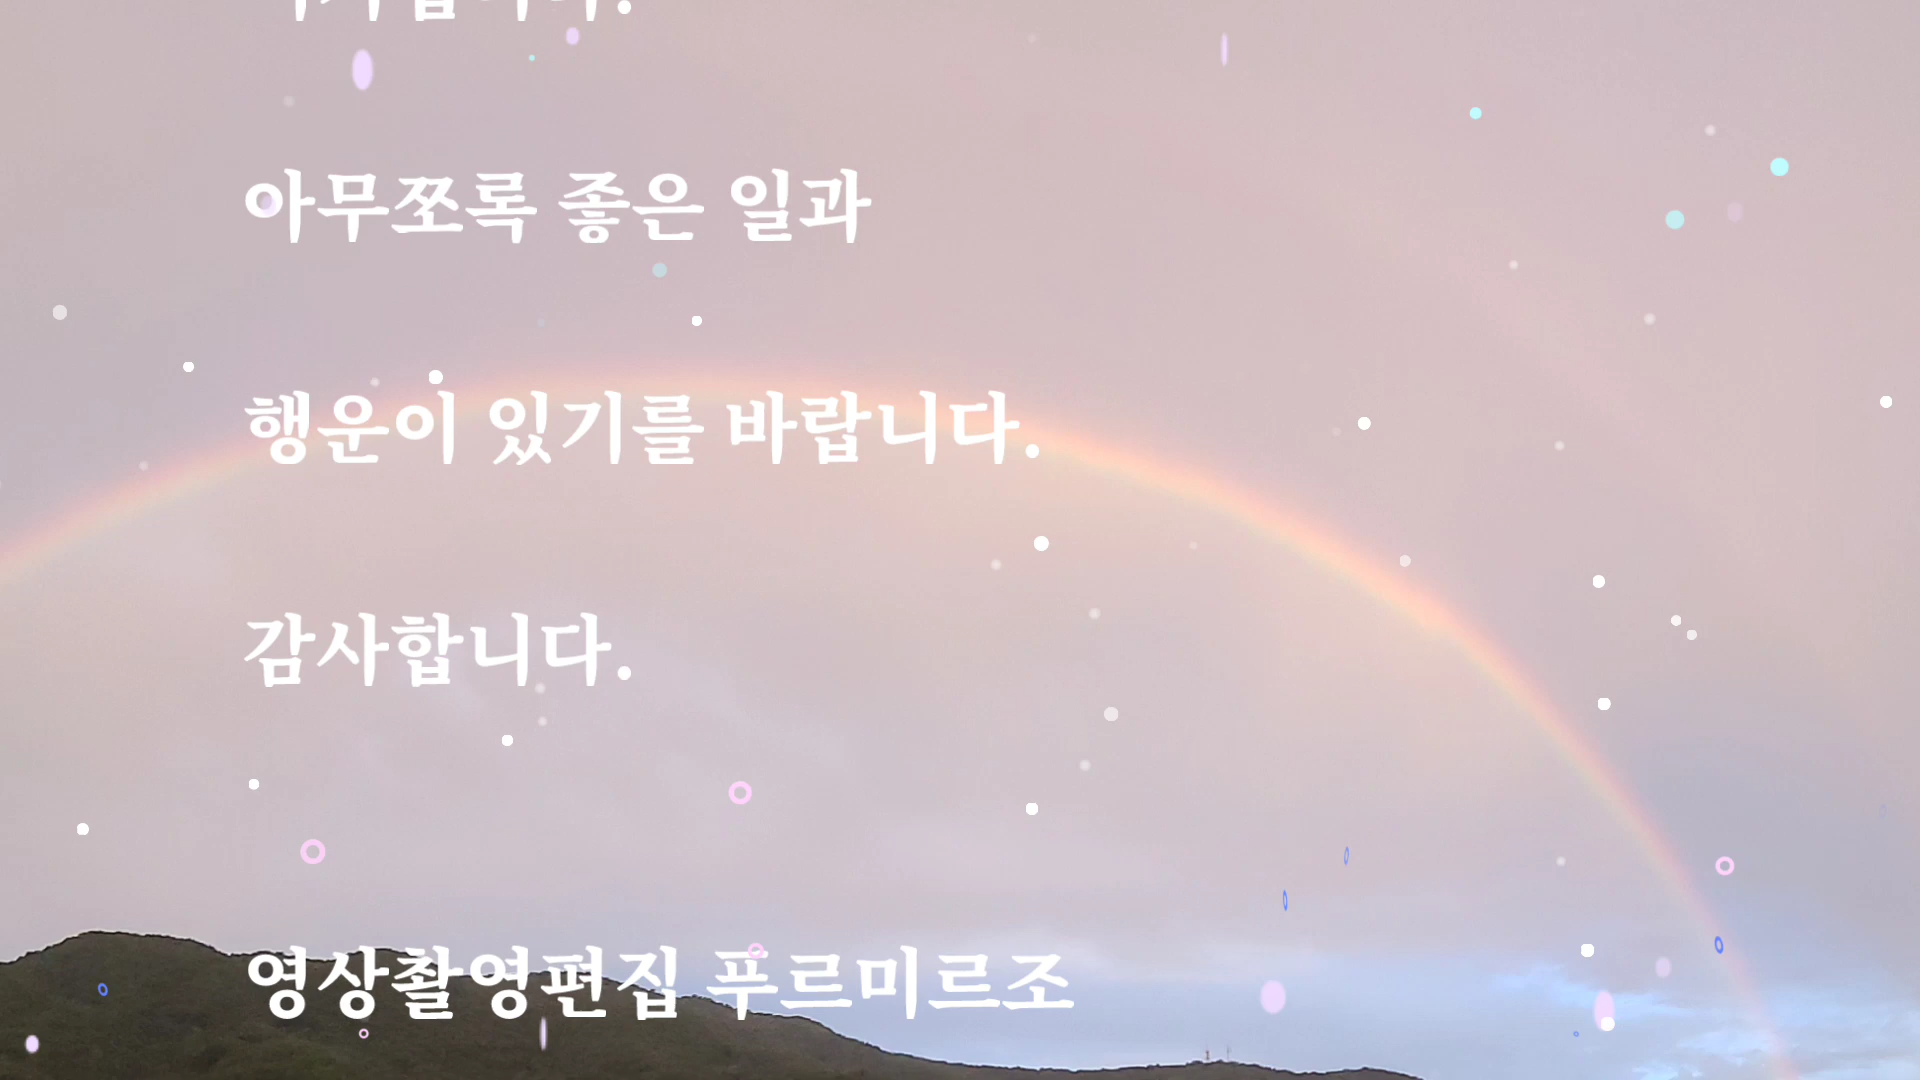 아무쪼록 좋은 일과
행운이 있기를 바랍니다.
감사합니다.
영상촬영편집 푸르미르조